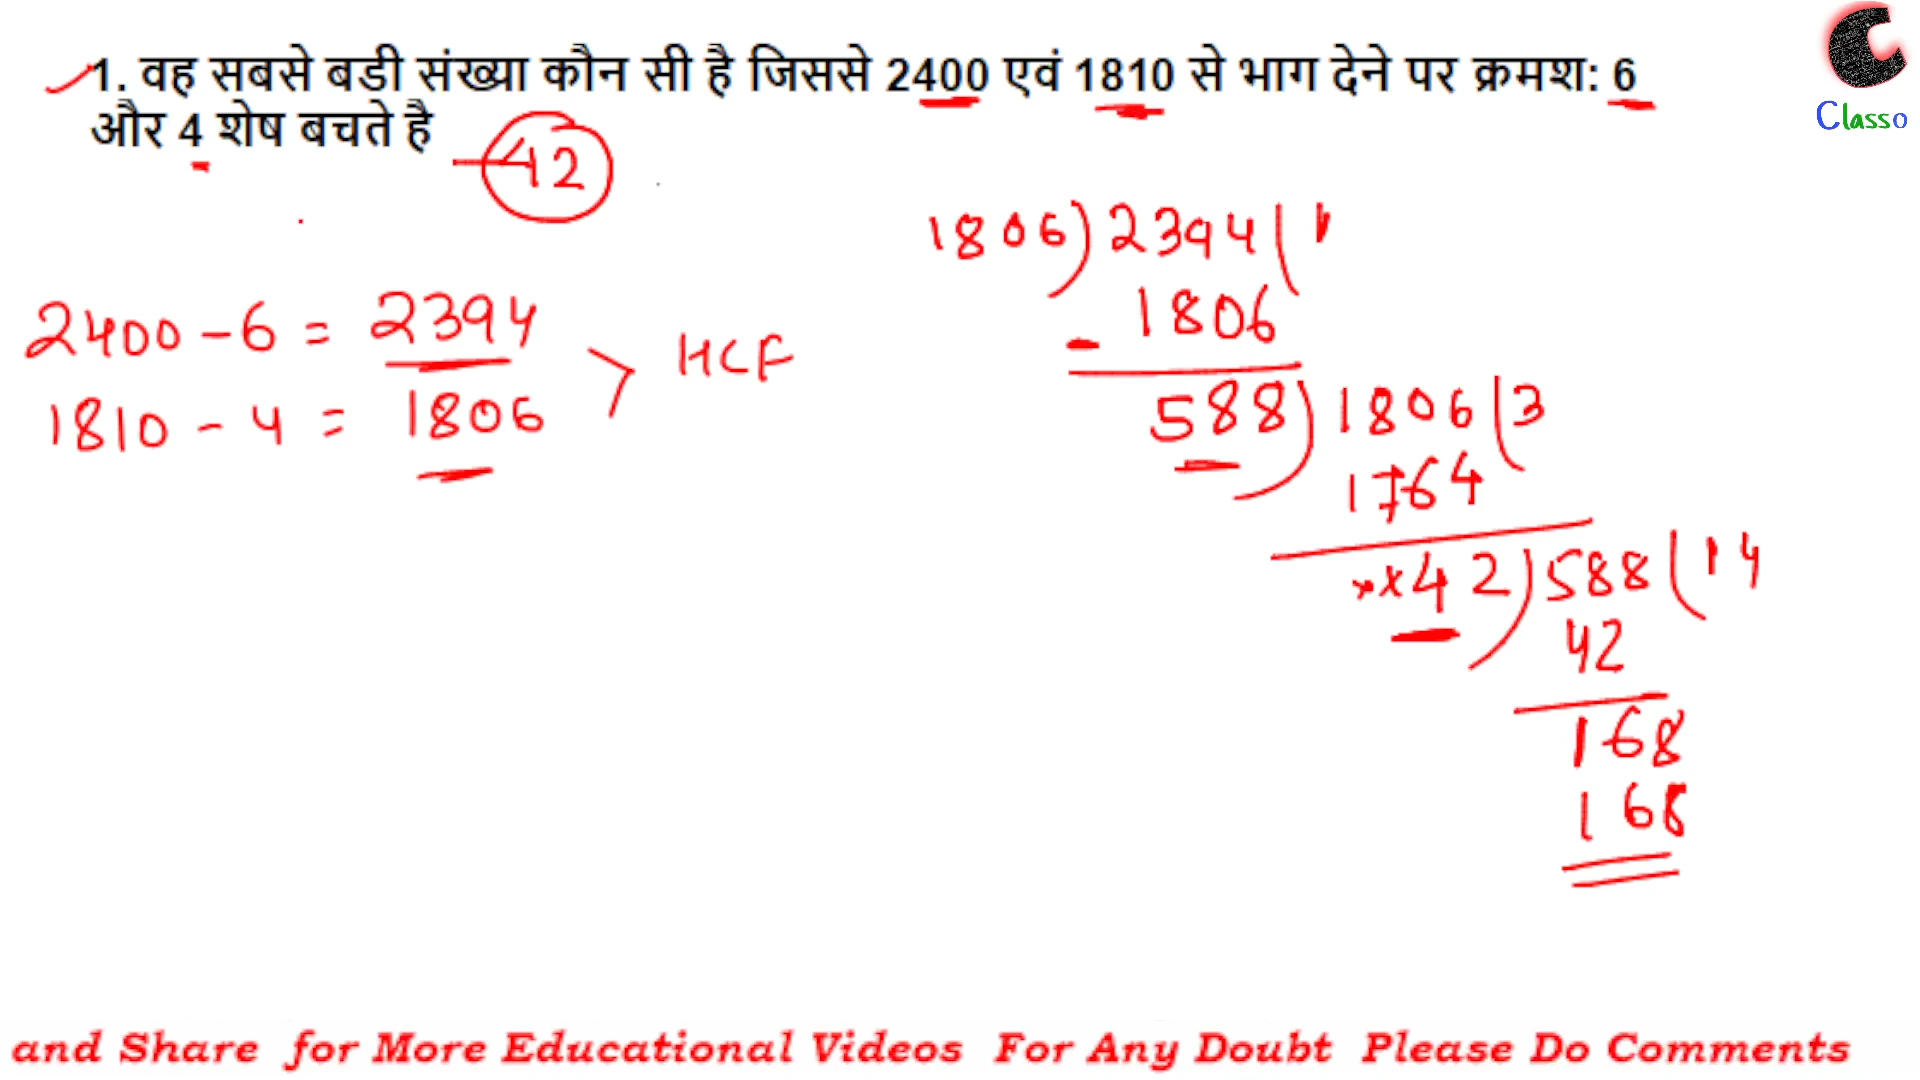 1. वह सबसे बडी संख्या कौन सी है जिससे 2400 एवं 1810 से भाग देने पर क्रमश: 6
और 4 शेष बचते है
42
Classo
2400 - 6 = 2394
1810 - 4 = 1806
HCF
1806) 2394 (1
- 1806
588) 1806 (3
1764
××42) 588 (14
42
168
168
and Share for More Educational Videos For Any Doubt Please Do Comments